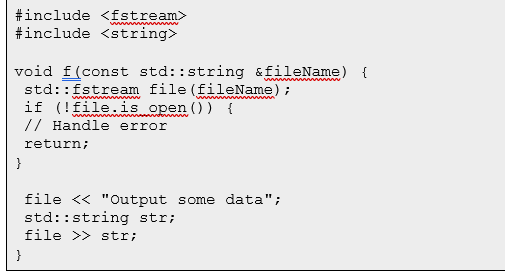 #include <fstream>
#include <string>
void f(const std::string &fileName) {
std::fstream file(fileName);
if (!file.is_open()) {
// Handle error
return;
}
file << "Output some data";
std::string str;
file >> str;
}